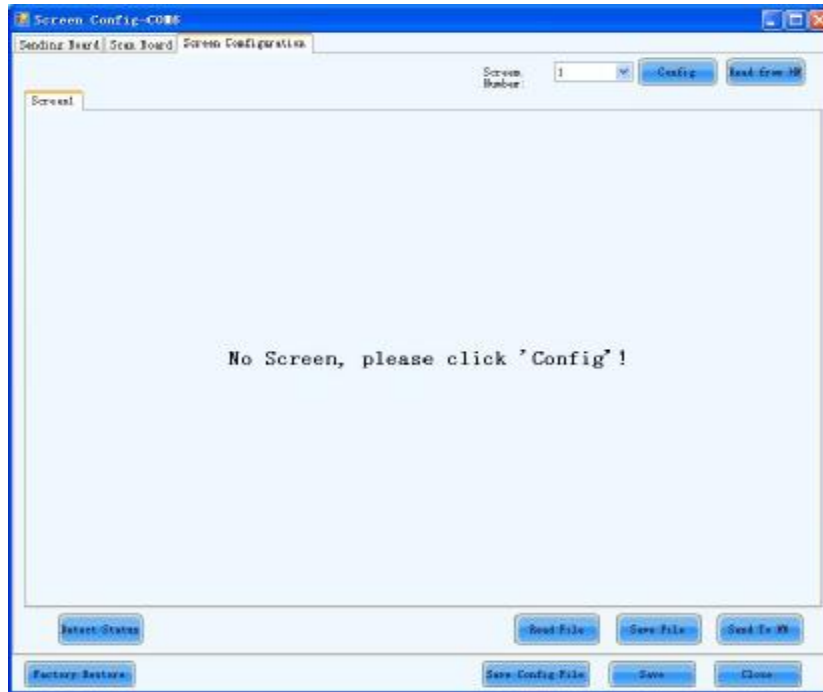 Screen Config-COM6
Sending Board Scan Board Screen Configuration
Screen Number: 1 Config Read from HW
Screen1
No Screen, please click 'Config'!
Detect Status Read File Save File Send To HW
Factory Restore Save Config File Save Close